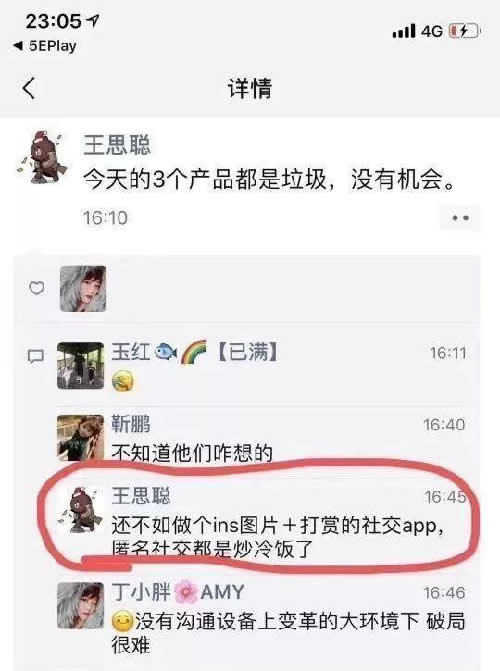 23:05
4G
◀ 5EPlay
详情
王思聪
今天的3个产品都是垃圾，没有机会。
16:10
玉红🐟🌈【已满】
16:11
靳鹏
16:40
不知道他们咋想的
王思聪
16:45
还不如做个ins图片＋打赏的社交app，
匿名社交都是炒冷饭了
丁小胖🌸AMY
16:46
😊没有沟通设备上变革的大环境下 破局
很难